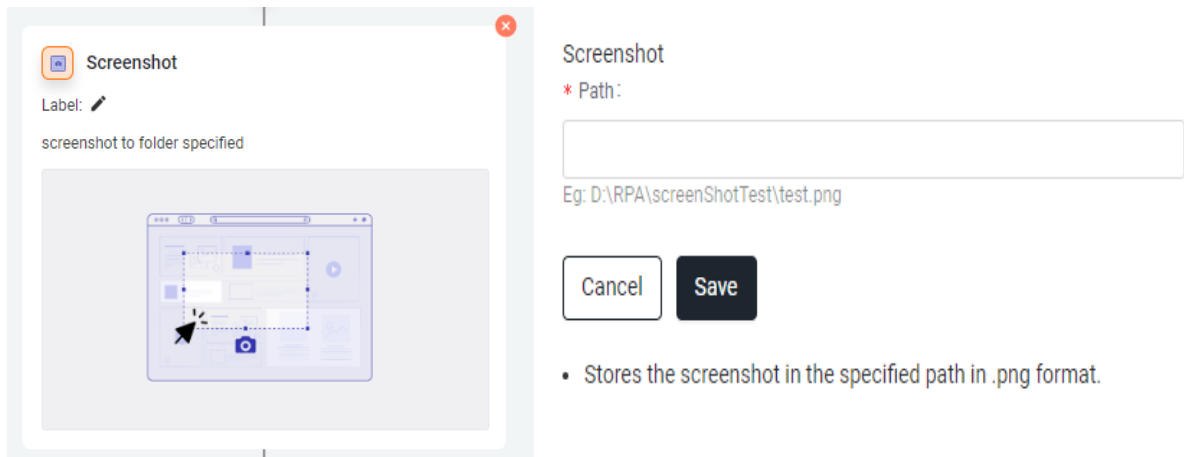 Screenshot
Label:
screenshot to folder specified
Screenshot
* Path:
Eg: D:\RPA\screenShotTest\test.png
Cancel
Save
• Stores the screenshot in the specified path in .png format.